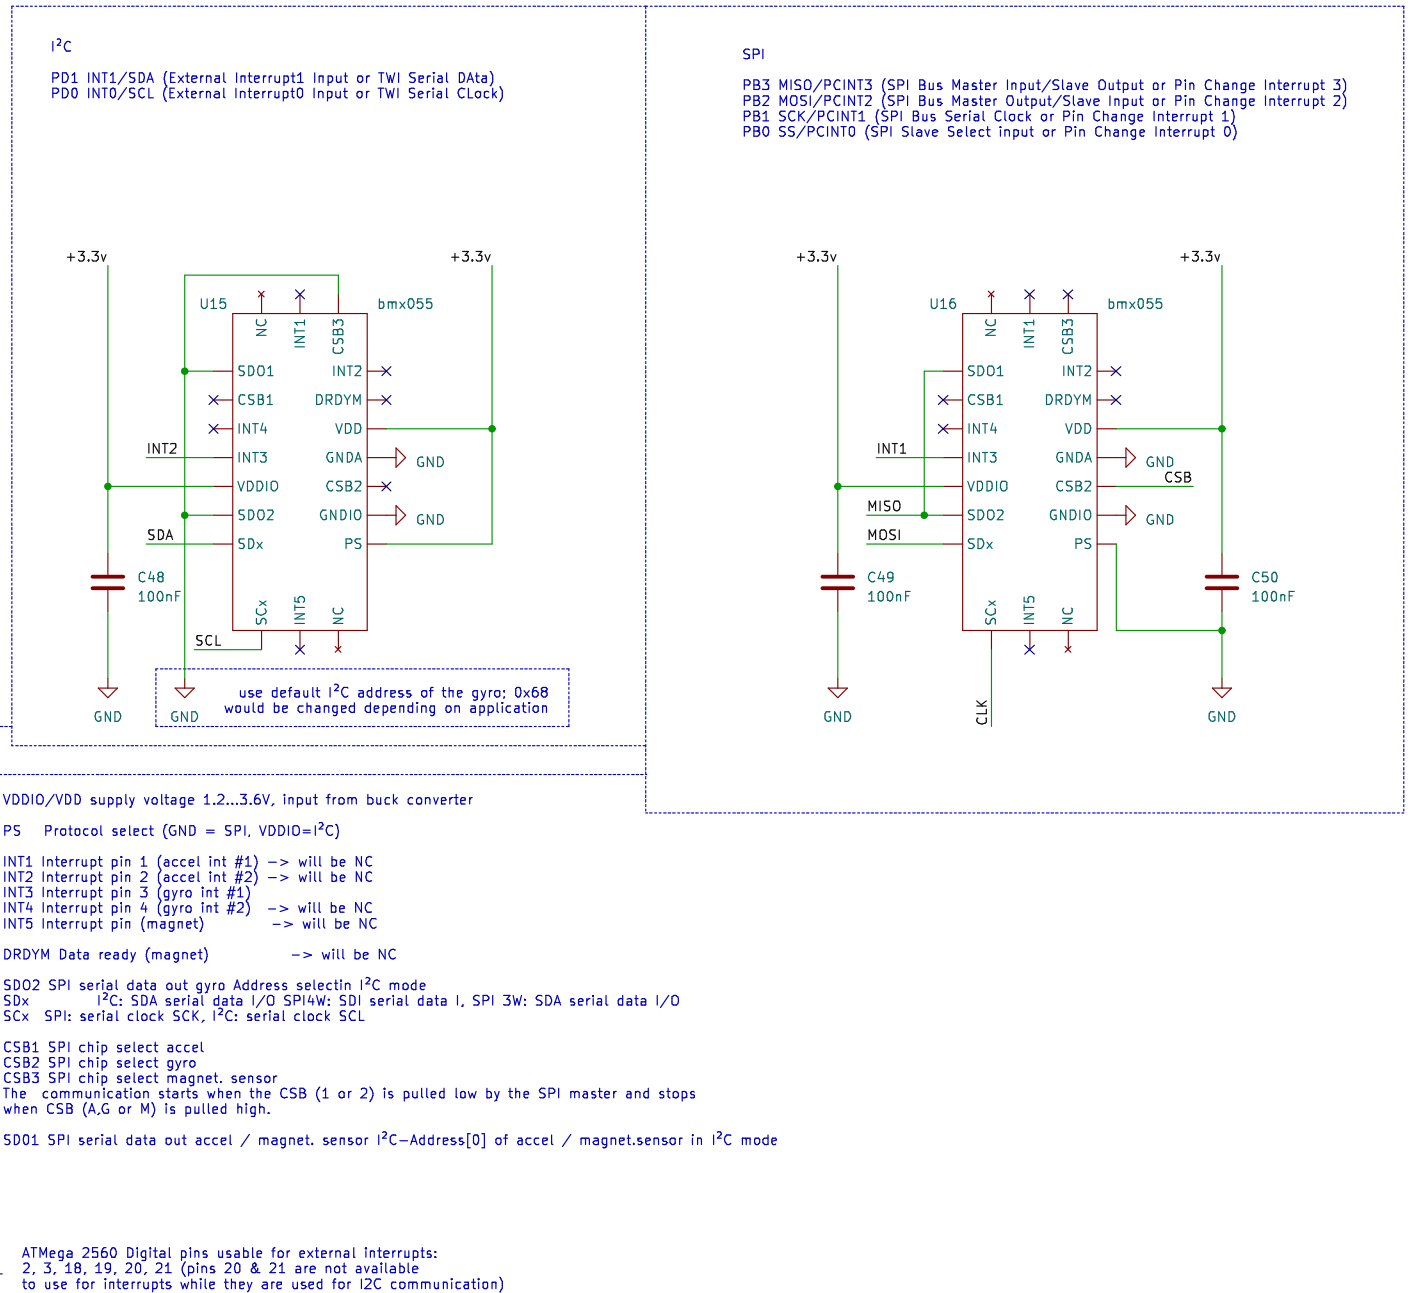 I²C
PD1 INT1/SDA (External Interrupt1 Input or TWI Serial DAta)
PD0 INT0/SCL (External Interrupt0 Input or TWI Serial CLock)
+3.3v
+3.3v
U15
bmx055
NC
INT1
CSB3
SDO1
CSB1
INT4
INT3
VDDIO
SDO2
SDx
INT2
DRDYM
VDD
GNDA
CSB2
GNDIO
PS
SCx
INT5
NC
INT2
SDA
SCL
GND
GND
C48
100nF
GND
GND
use default I²C address of the gyro; 0x68
would be changed depending on application
SPI
PB3 MISO/PCINT3 (SPI Bus Master Input/Slave Output or Pin Change Interrupt 3)
PB2 MOSI/PCINT2 (SPI Bus Master Output/Slave Input or Pin Change Interrupt 2)
PB1 SCK/PCINT1 (SPI Bus Serial Clock or Pin Change Interrupt 1)
PB0 SS/PCINT0 (SPI Slave Select input or Pin Change Interrupt 0)
+3.3v
+3.3v
U16
bmx055
NC
INT1
CSB3
SDO1
CSB1
INT4
INT3
VDDIO
SDO2
SDx
INT2
DRDYM
VDD
GNDA
CSB2
GNDIO
PS
SCx
INT5
NC
INT1
MISO
MOSI
CLK
GND
CSB
GND
C49
100nF
C50
100nF
GND
GND
VDDIO/VDD supply voltage 1.2...3.6V, input from buck converter
PS Protocol select (GND = SPI, VDDIO=I²C)
INT1 Interrupt pin 1 (accel int #1) -> will be NC
INT2 Interrupt pin 2 (accel int #2) -> will be NC
INT3 Interrupt pin 3 (gyro int #1)
INT4 Interrupt pin 4 (gyro int #2) -> will be NC
INT5 Interrupt pin (magnet) -> will be NC
DRDYM Data ready (magnet) -> will be NC
SDO2 SPI serial data out gyro Address selectin I²C mode
SDx I²C: SDA serial data I/O SPI4W: SDI serial data I, SPI 3W: SDA serial data I/O
SCx SPI: serial clock SCK, I²C: serial clock SCL
CSB1 SPI chip select accel
CSB2 SPI chip select gyro
CSB3 SPI chip select magnet. sensor
The communication starts when the CSB (1 or 2) is pulled low by the SPI master and stops
when CSB (A,G or M) is pulled high.
SDO1 SPI serial data out accel / magnet. sensor I²C-Address[0] of accel / magnet.sensor in I²C mode
ATMega 2560 Digital pins usable for external interrupts:
2, 3, 18, 19, 20, 21 (pins 20 & 21 are not available
to use for interrupts while they are used for I2C communication)